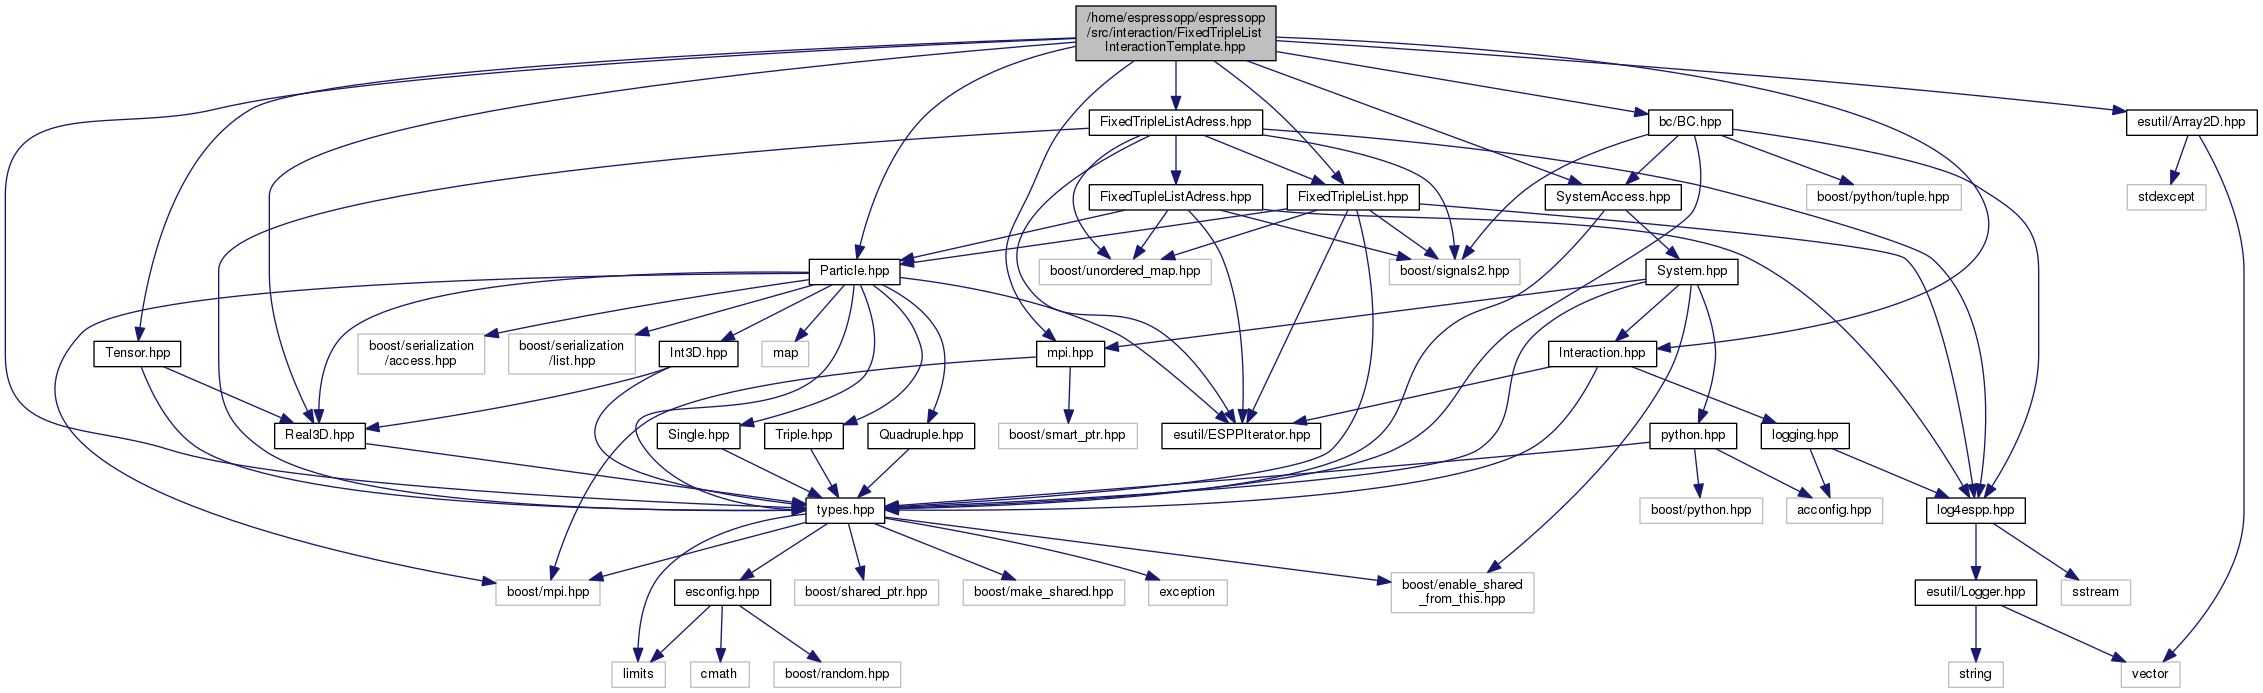 /home/espressopp/espressopp
/src/interaction/FixedTripleList
InteractionTemplate.hpp
FixedTripleListAdress.hpp
bc/BC.hpp
esutil/Array2D.hpp
FixedTupleListAdress.hpp
FixedTripleList.hpp
SystemAccess.hpp
boost/python/tuple.hpp
stdexcept
Particle.hpp
boost/unordered_map.hpp
boost/signals2.hpp
System.hpp
Tensor.hpp
boost/serialization
/access.hpp
boost/serialization
/list.hpp
Int3D.hpp
map
mpi.hpp
Interaction.hpp
Real3D.hpp
Single.hpp
Triple.hpp
Quadruple.hpp
boost/smart_ptr.hpp
esutil/ESPPIterator.hpp
python.hpp
logging.hpp
types.hpp
boost/python.hpp
acconfig.hpp
log4espp.hpp
boost/mpi.hpp
esconfig.hpp
boost/shared_ptr.hpp
boost/make_shared.hpp
exception
boost/enable_shared
_from_this.hpp
esutil/Logger.hpp
sstream
limits
cmath
boost/random.hpp
string
vector